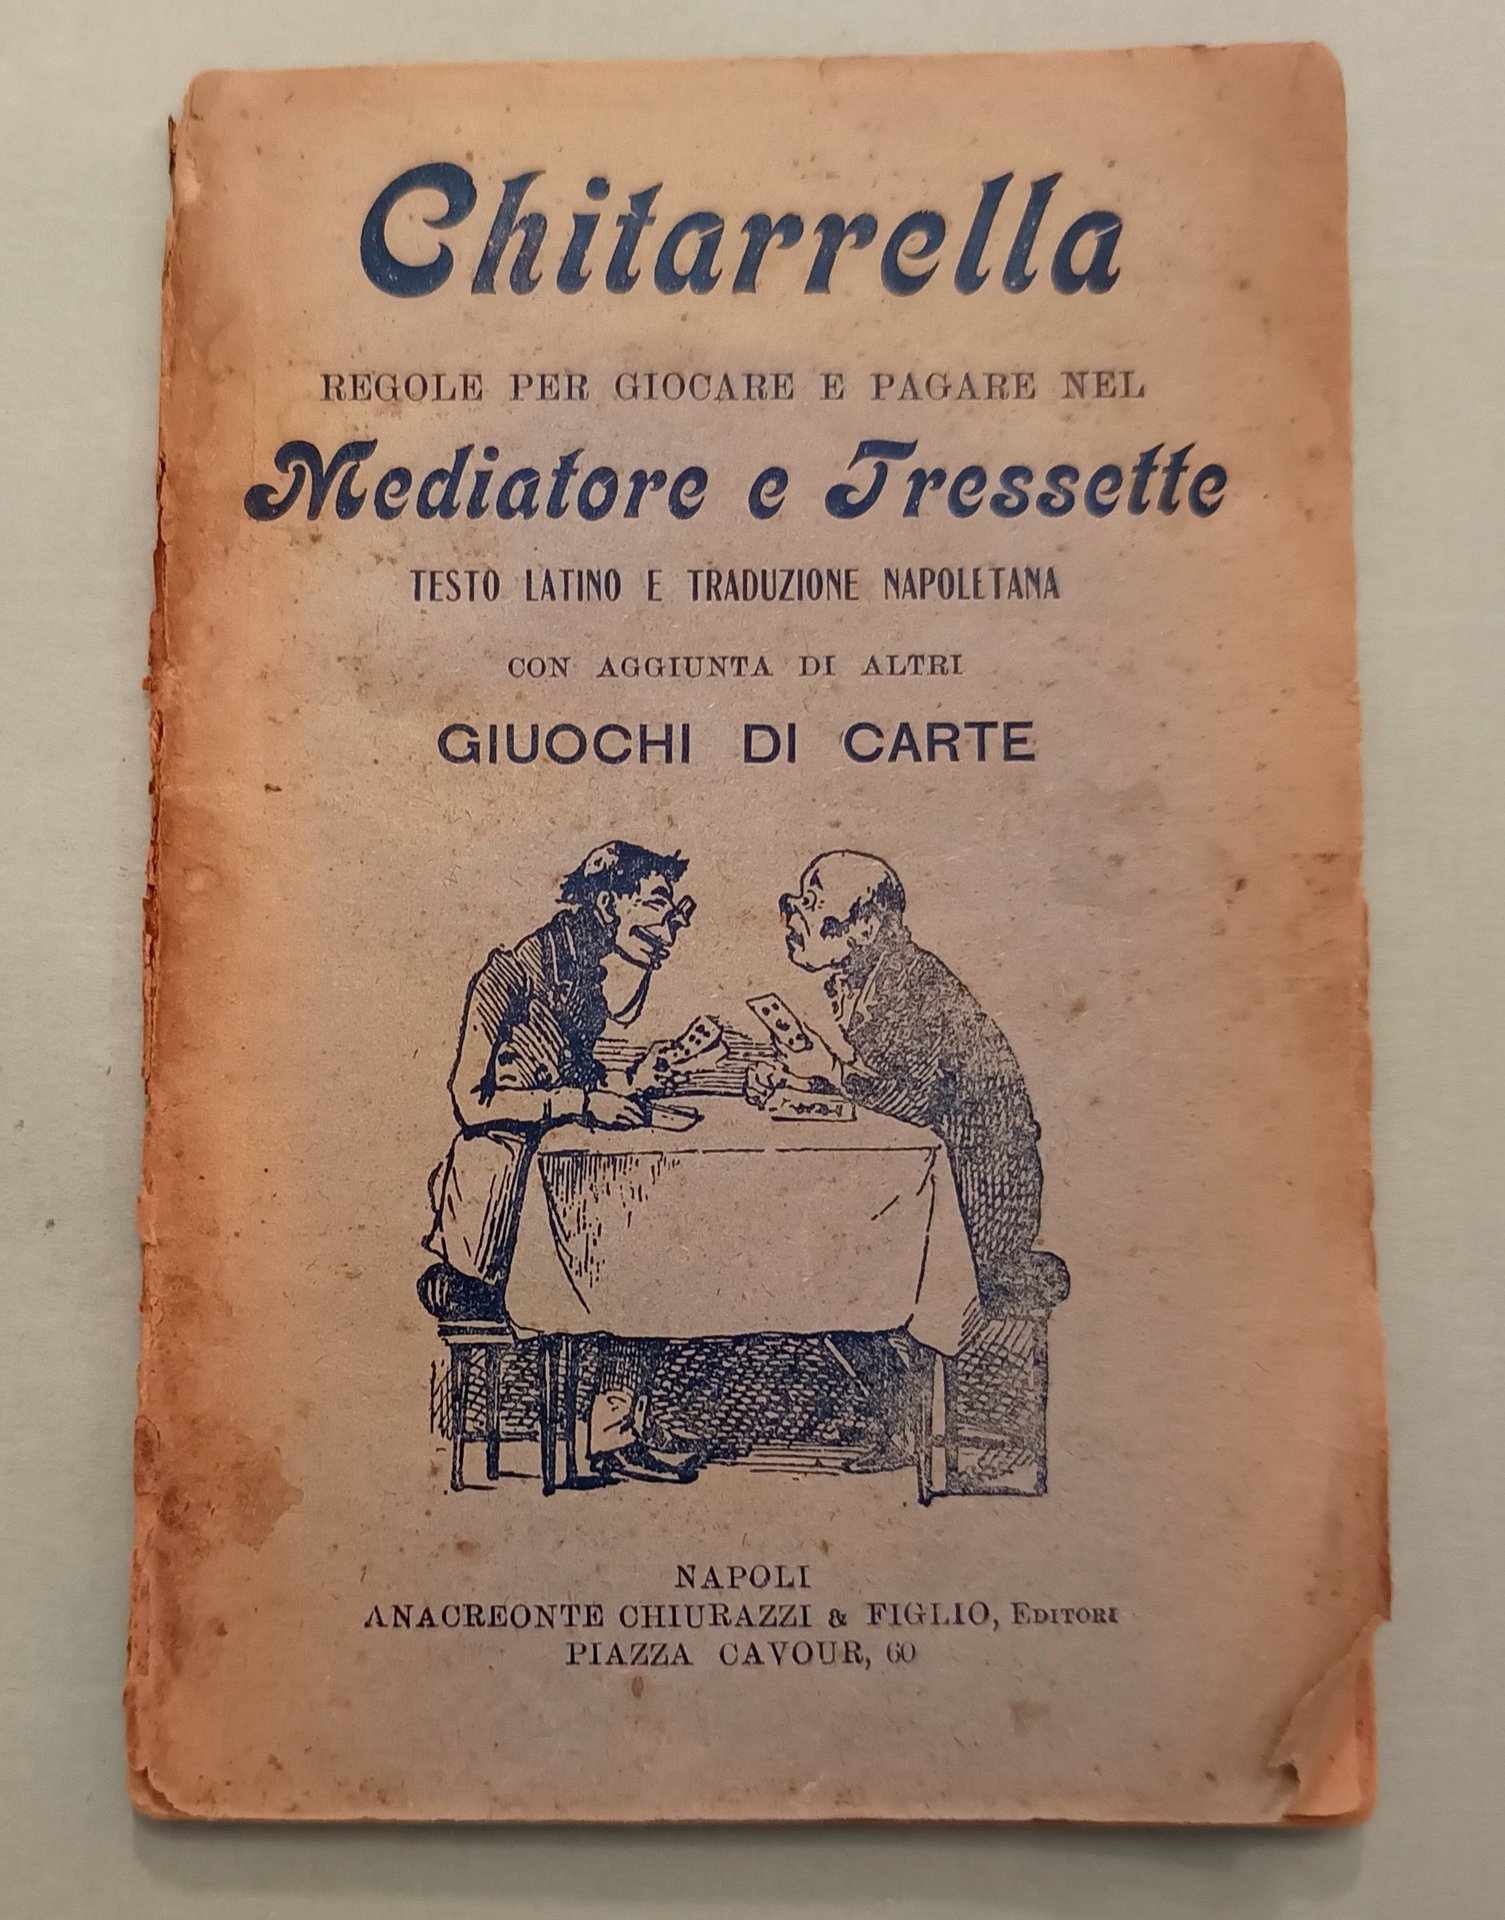 Chitarrella
REGOLE PER GIOCARE E PAGARE NEL
Mediatore e Tressette
TESTO LATINO E TRADUZIONE NAPOLETANA
CON AGGIUNTA DI ALTRI
GIUOCHI DI CARTE
NAPOLI
ANACREONTE CHIURAZZI & FIGLIO, EDITORI
PIAZZA CAVOUR, 60